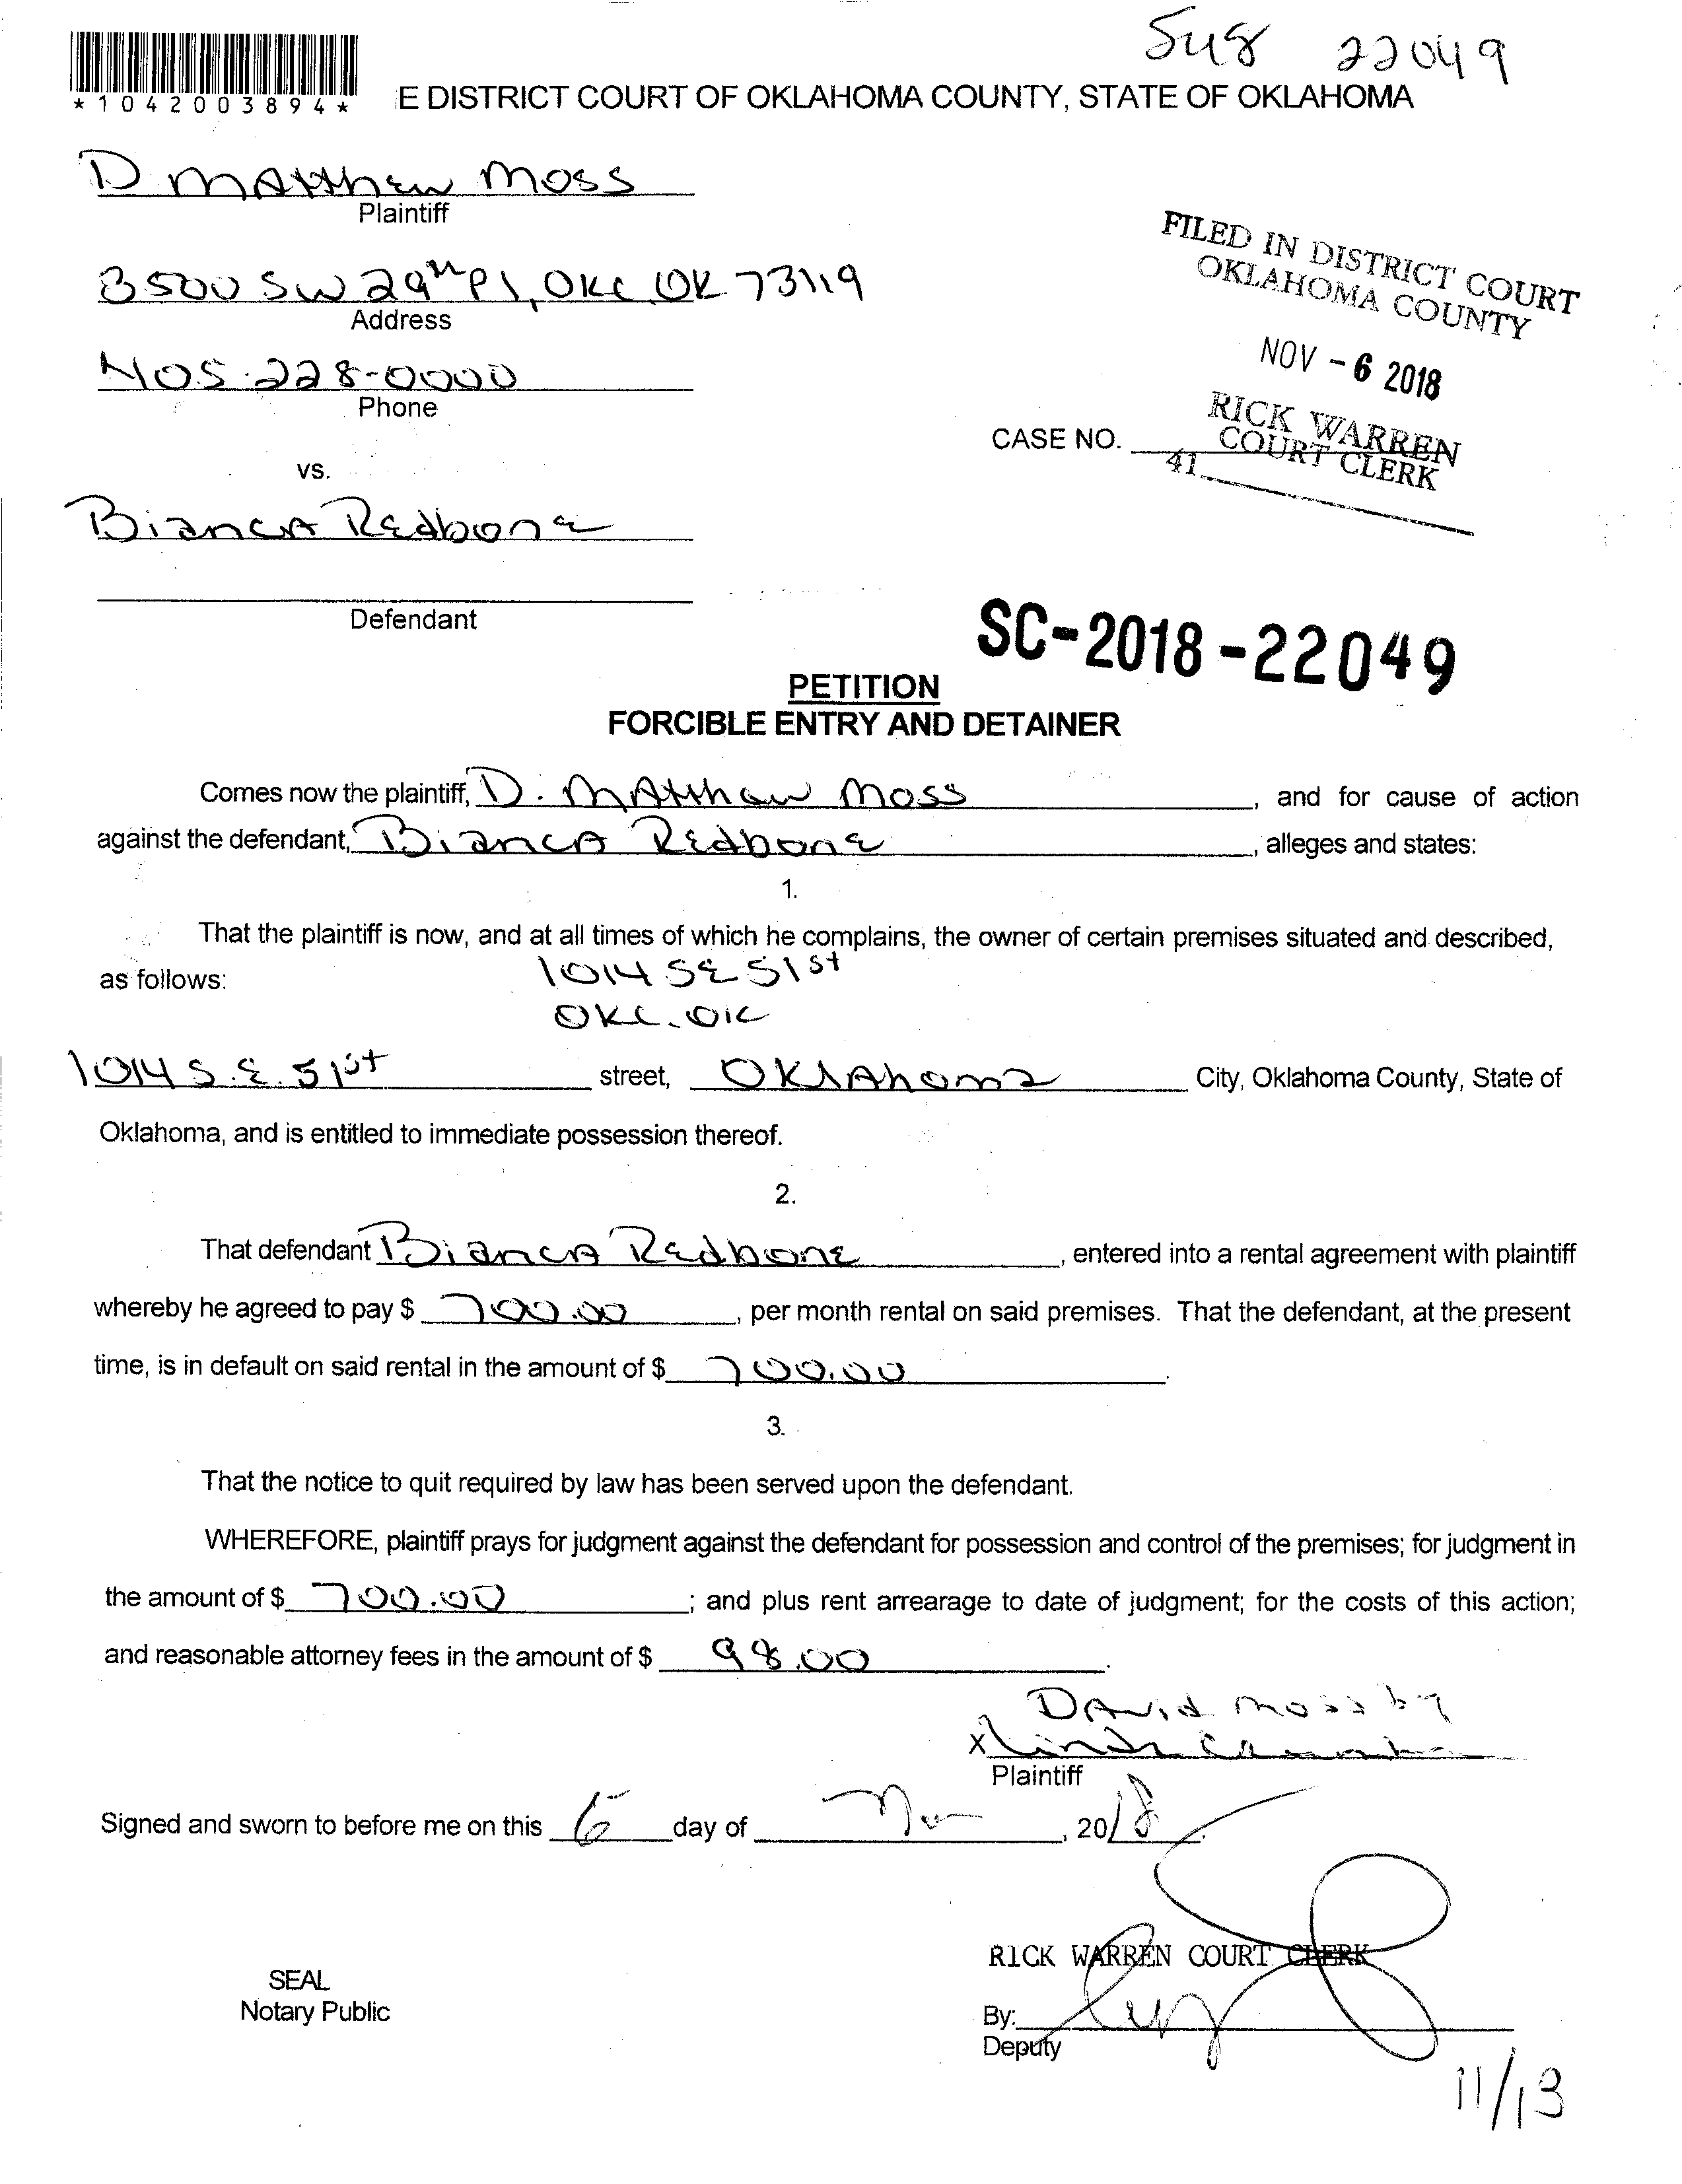 22049
*1042003894*
E DISTRICT COURT OF OKLAHOMA COUNTY, STATE OF OKLAHOMA
D Matthew Moss
Plaintiff
3500 SW 29th Pl, OKC OK 73119
Address
405-228-0000
Phone
FILED IN DISTRICT COURT
OKLAHOMA COUNTY
NOV - 6 2018
RICK WARREN
COURT CLERK
41
CASE NO.
vs.
Bianca Redbone
Defendant
SC-2018-22049
PETITION
FORCIBLE ENTRY AND DETAINER
Comes now the plaintiff, D. Matthew Moss, and for cause of action
against the defendant, Bianca Redbone, alleges and states:
1.
That the plaintiff is now, and at all times of which he complains, the owner of certain premises situated and described,
as follows: 1014 SE 51st
OKC. OK
1014 S.E. 51st street, Oklahoma City, Oklahoma County, State of
Oklahoma, and is entitled to immediate possession thereof.
2.
That defendant Bianca Redbone, entered into a rental agreement with plaintiff
whereby he agreed to pay $ 700.00, per month rental on said premises. That the defendant, at the present
time, is in default on said rental in the amount of $ 700.00.
3.
That the notice to quit required by law has been served upon the defendant.
WHEREFORE, plaintiff prays for judgment against the defendant for possession and control of the premises; for judgment in
the amount of $ 700.00; and plus rent arrearage to date of judgment; for the costs of this action;
and reasonable attorney fees in the amount of $ 98.00.
David Moss by
x Linda
Plaintiff
Signed and sworn to before me on this 6 day of Nov, 2018.
RICK WARREN COURT CLERK
SEAL
Notary Public
By:
Deputy
11/13